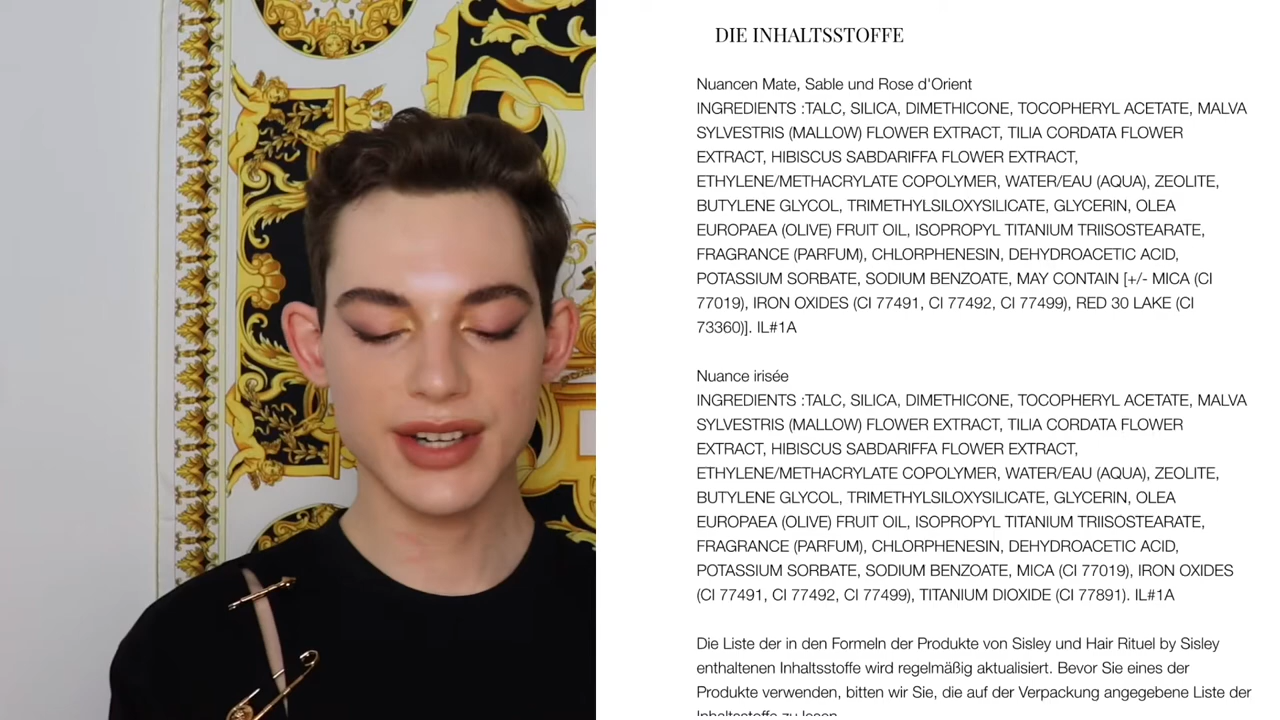 DIE INHALTSSTOFFE
Nuancen Mate, Sable und Rose d'Orient
INGREDIENTS :TALC, SILICA, DIMETHICONE, TOCOPHERYL ACETATE, MALVA
SYLVESTRIS (MALLOW) FLOWER EXTRACT, TILIA CORDATA FLOWER
EXTRACT, HIBISCUS SABDARIFFA FLOWER EXTRACT,
ETHYLENE/METHACRYLATE COPOLYMER, WATER/EAU (AQUA), ZEOLITE,
BUTYLENE GLYCOL, TRIMETHYLSILOXYSILICATE, GLYCERIN, OLEA
EUROPAEA (OLIVE) FRUIT OIL, ISOPROPYL TITANIUM TRIISOSTEARATE,
FRAGRANCE (PARFUM), CHLORPHENESIN, DEHYDROACETIC ACID,
POTASSIUM SORBATE, SODIUM BENZOATE, MAY CONTAIN [+/- MICA (CI
77019), IRON OXIDES (CI 77491, CI 77492, CI 77499), RED 30 LAKE (CI
73360)]. IL#1A
Nuance irisée
INGREDIENTS :TALC, SILICA, DIMETHICONE, TOCOPHERYL ACETATE, MALVA
SYLVESTRIS (MALLOW) FLOWER EXTRACT, TILIA CORDATA FLOWER
EXTRACT, HIBISCUS SABDARIFFA FLOWER EXTRACT,
ETHYLENE/METHACRYLATE COPOLYMER, WATER/EAU (AQUA), ZEOLITE,
BUTYLENE GLYCOL, TRIMETHYLSILOXYSILICATE, GLYCERIN, OLEA
EUROPAEA (OLIVE) FRUIT OIL, ISOPROPYL TITANIUM TRIISOSTEARATE,
FRAGRANCE (PARFUM), CHLORPHENESIN, DEHYDROACETIC ACID,
POTASSIUM SORBATE, SODIUM BENZOATE, MICA (CI 77019), IRON OXIDES
(CI 77491, CI 77492, CI 77499), TITANIUM DIOXIDE (CI 77891). IL#1A
Die Liste der in den Formeln der Produkte von Sisley und Hair Rituel by Sisley
enthaltenen Inhaltsstoffe wird regelmäßig aktualisiert. Bevor Sie eines der
Produkte verwenden, bitten wir Sie, die auf der Verpackung angegebene Liste der
Inhaltsstoffe zu lesen